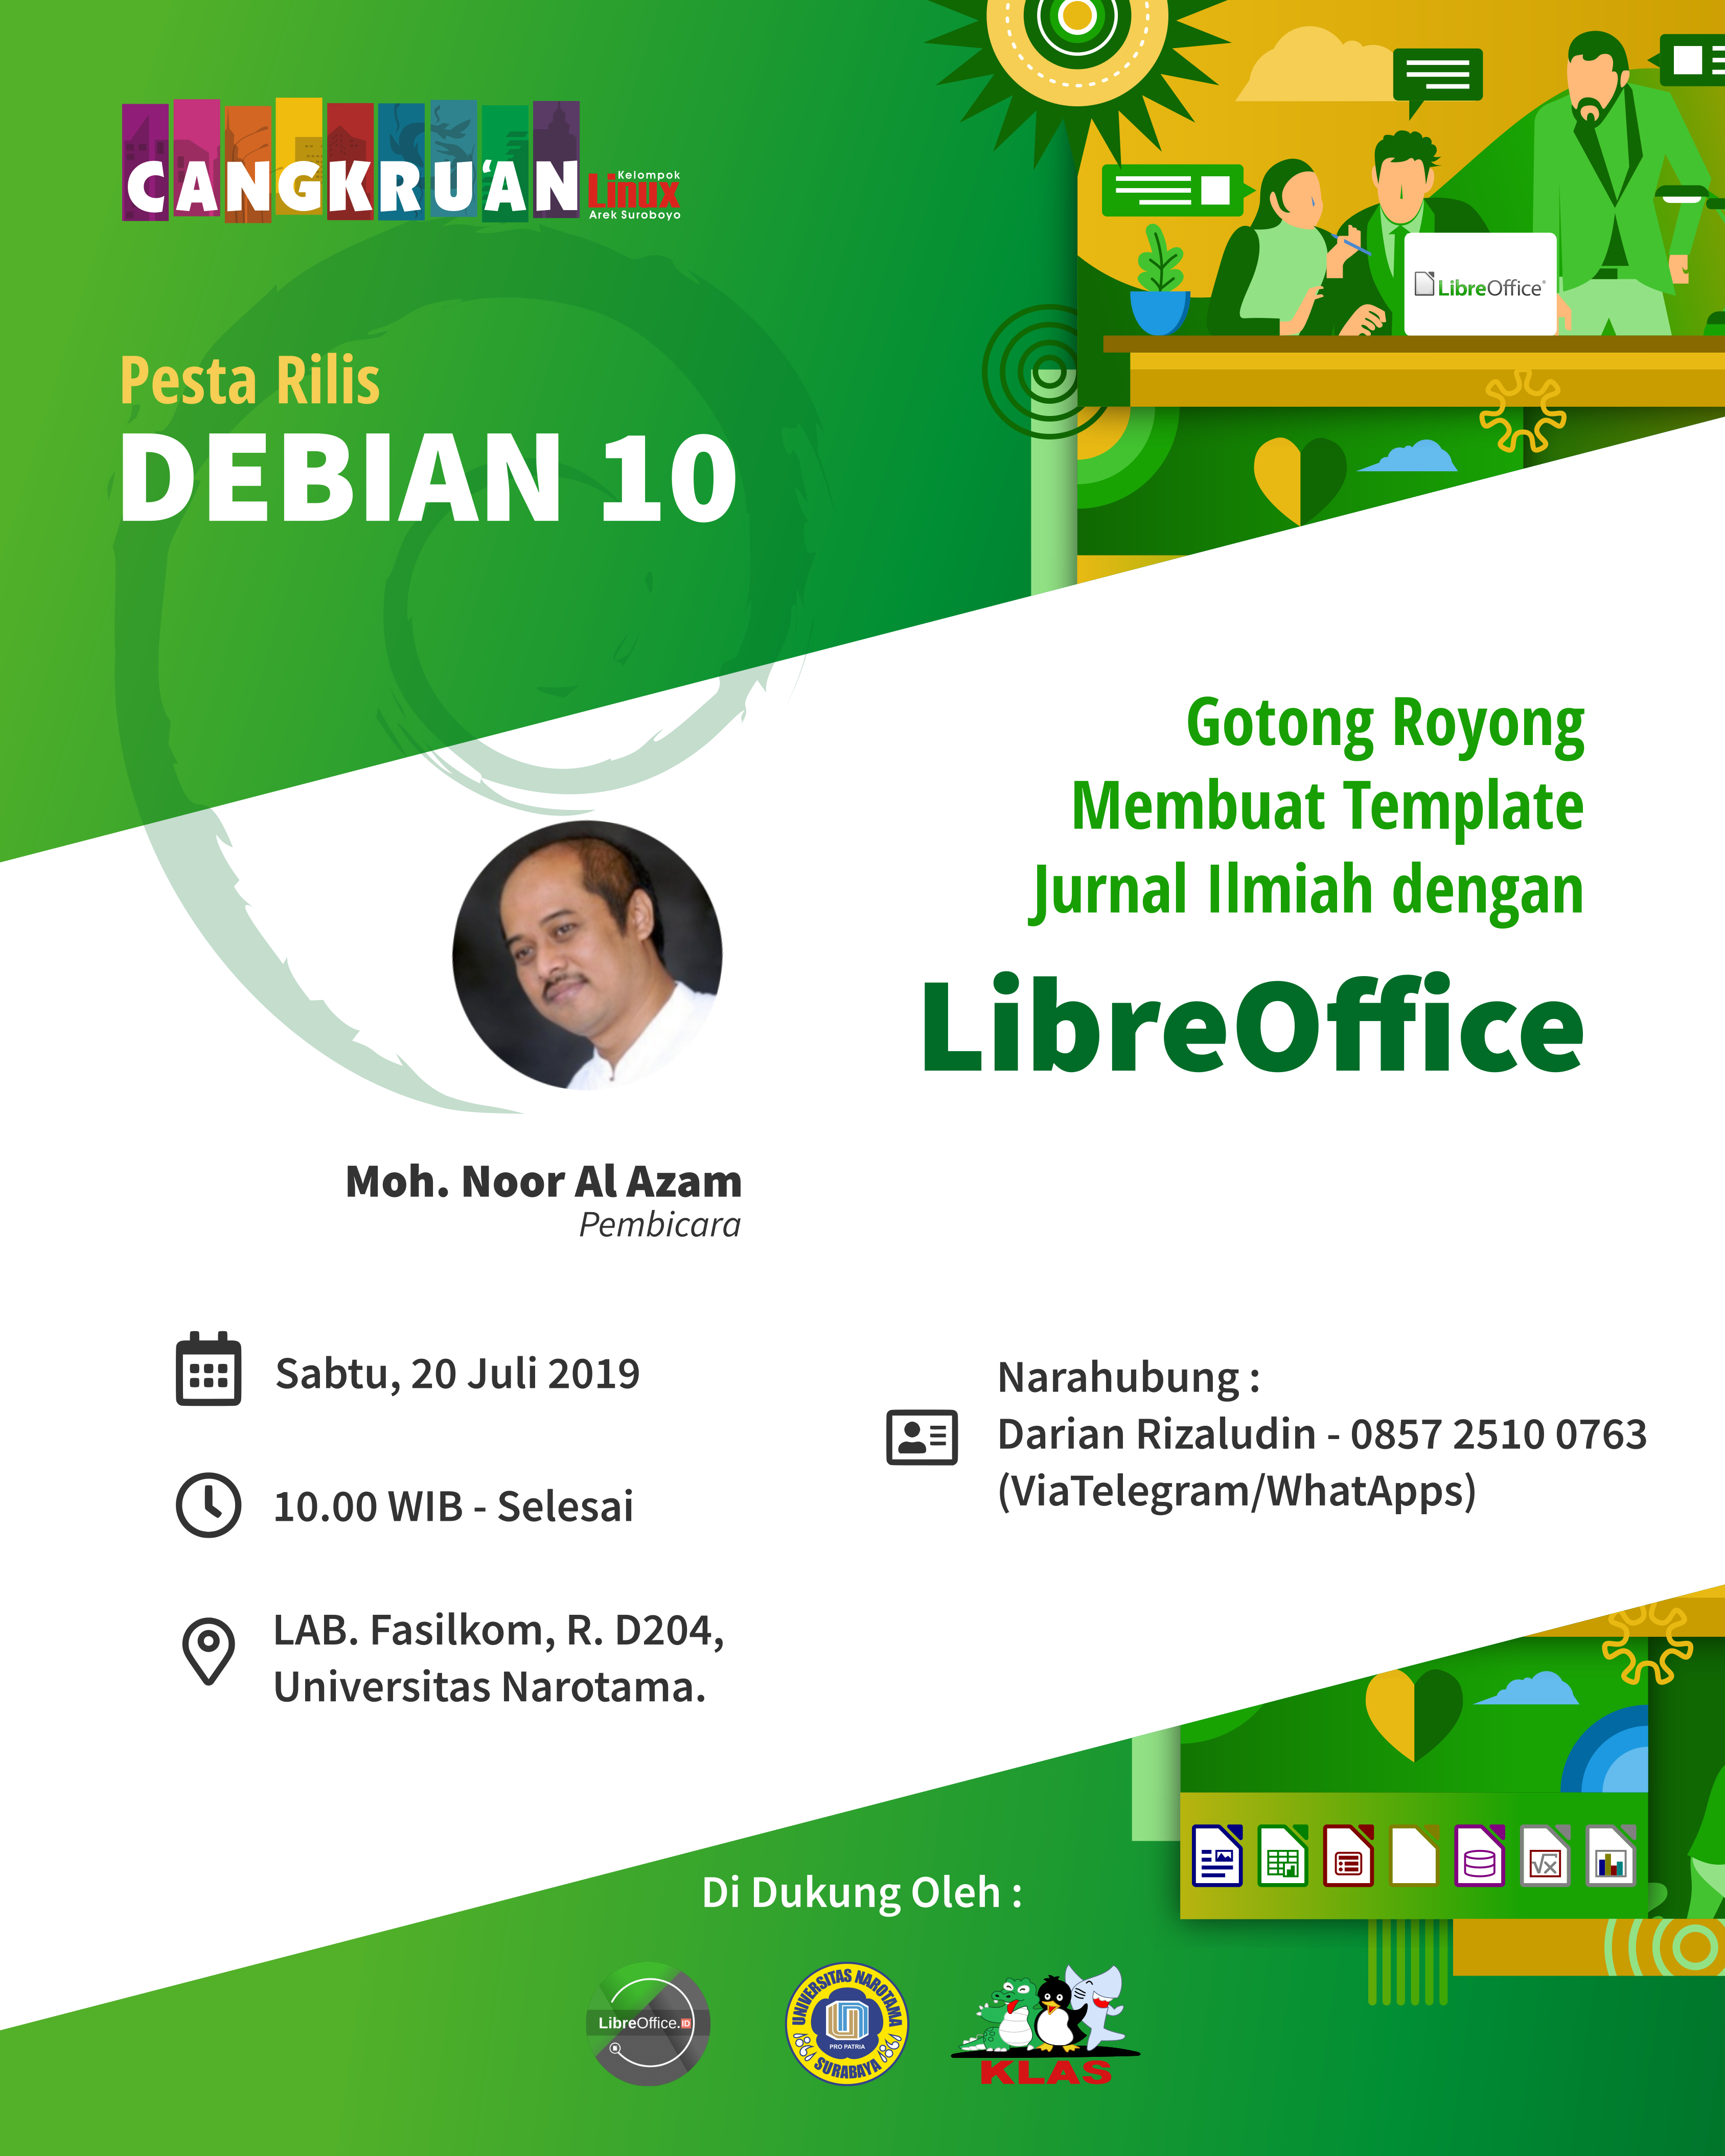 CANGKRU'AN
Kelompok
Linux
Arek Suroboyo
LibreOffice
Pesta Rilis
DEBIAN 10
Gotong Royong
Membuat Template
Jurnal Ilmiah dengan
LibreOffice
Moh. Noor Al Azam
Pembicara
Sabtu, 20 Juli 2019
10.00 WIB - Selesai
LAB. Fasilkom, R. D204,
Universitas Narotama.
Narahubung :
Darian Rizaludin - 0857 2510 0763
(ViaTelegram/WhatApps)
Di Dukung Oleh :
LibreOffice.ID
UNIVERSITAS NAROTAMA
PRO PATRIA
SURABAYA
KLAS